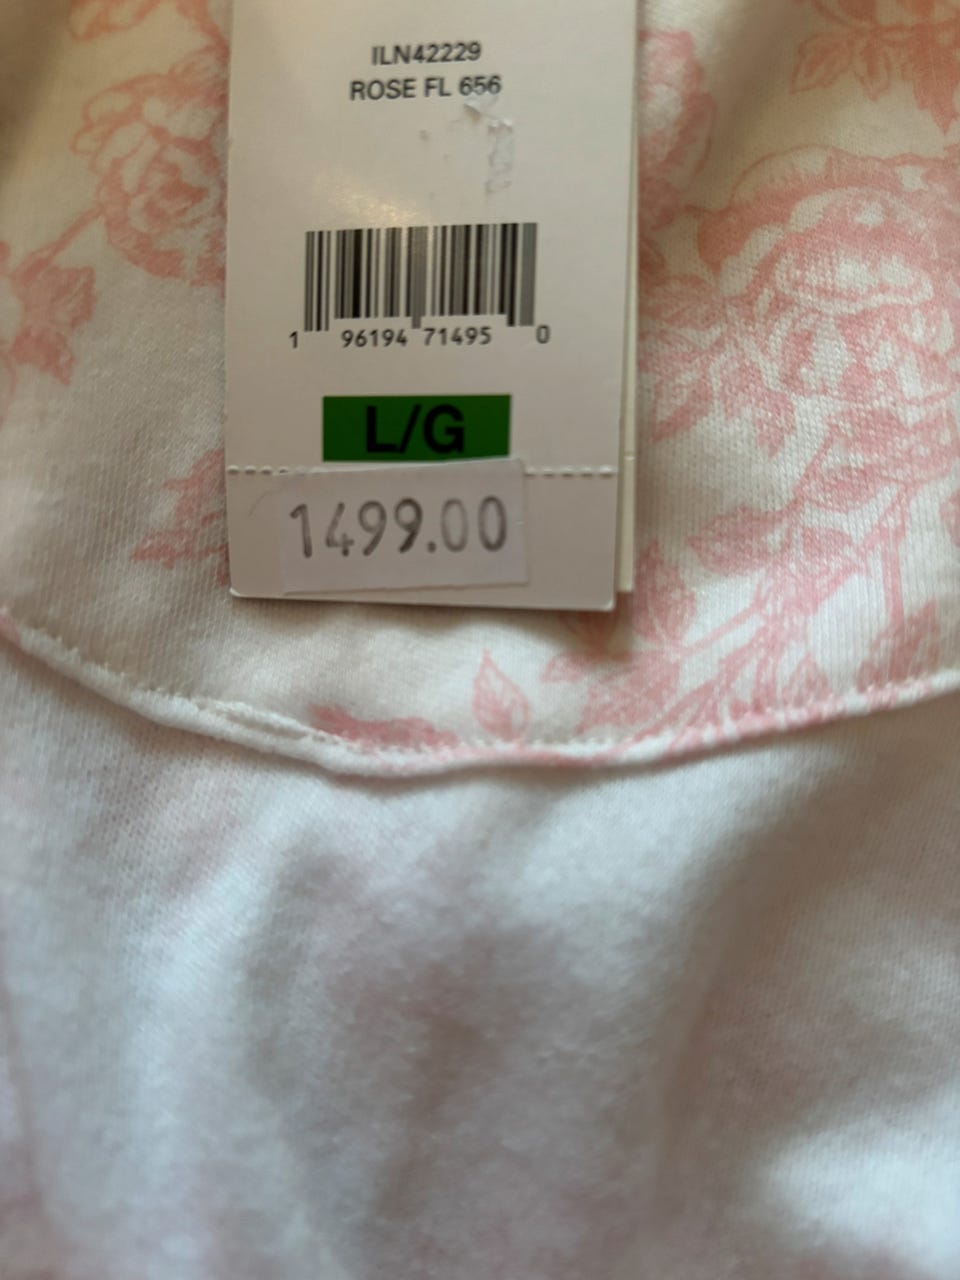 ILN42229
ROSE FL 656
1 96194 71495 0
L/G
1499.00